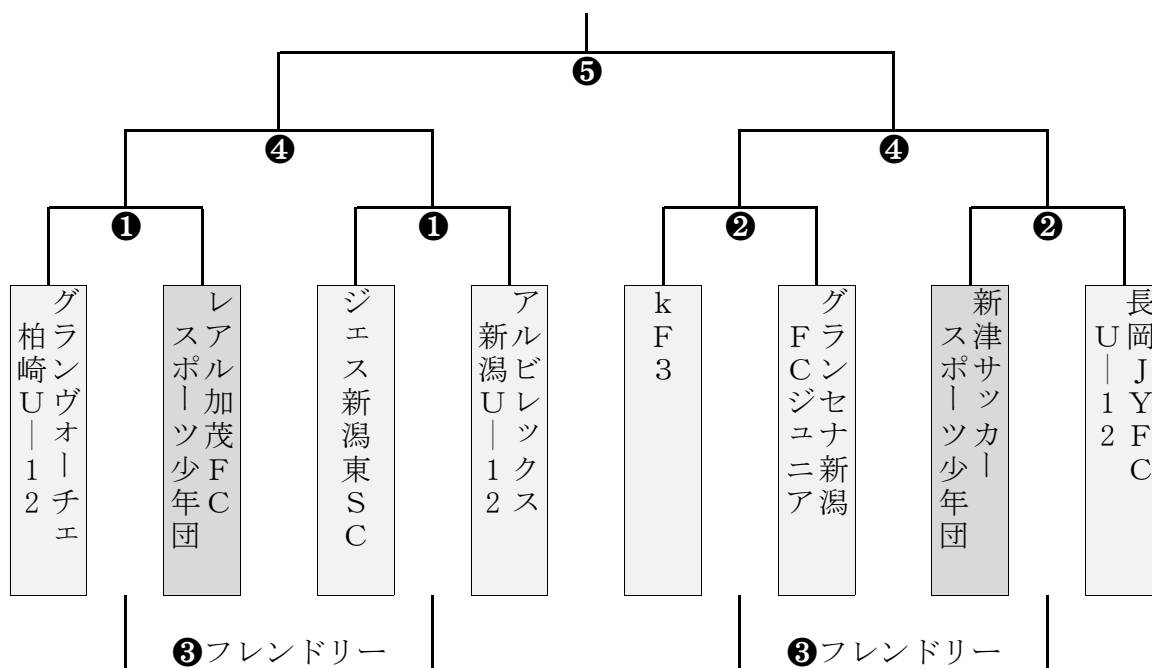 ❺
❹
❹
❶
❶
❷
❷
グランヴォーチェ
柏崎U―12
レアル加茂FC
スポーツ少年団
ジェス新潟東SC
アルビレックス
新潟U―12
kF3
グランセナ新潟
FCジュニア
新津サッカー
スポーツ少年団
長岡JYFC
U―12
❸フレンドリー
❸フレンドリー